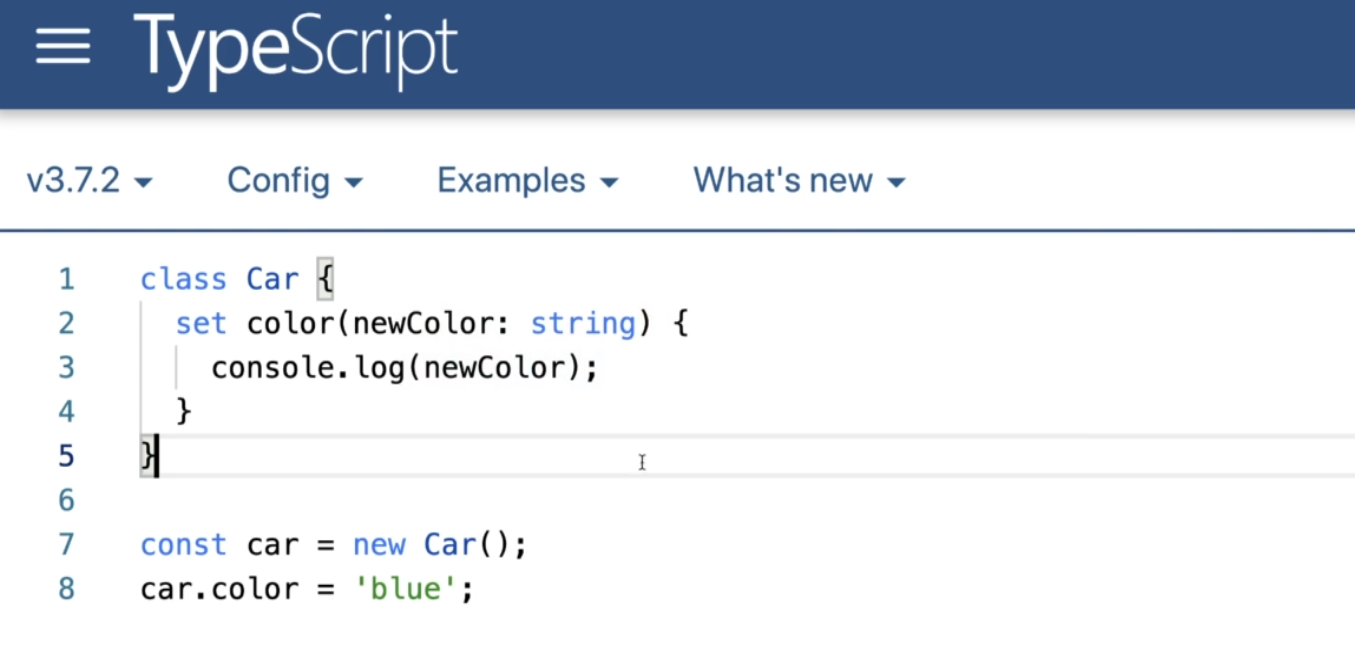 TypeScript
v3.7.2 Config Examples What's new
1 class Car {
2 set color(newColor: string) {
3 console.log(newColor);
4 }
5 }
6
7 const car = new Car();
8 car.color = 'blue';